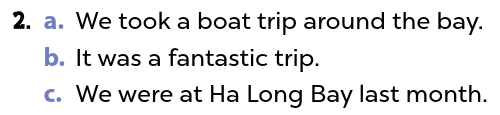 2. a. We took a boat trip around the bay.
b. It was a fantastic trip.
c. We were at Ha Long Bay last month.